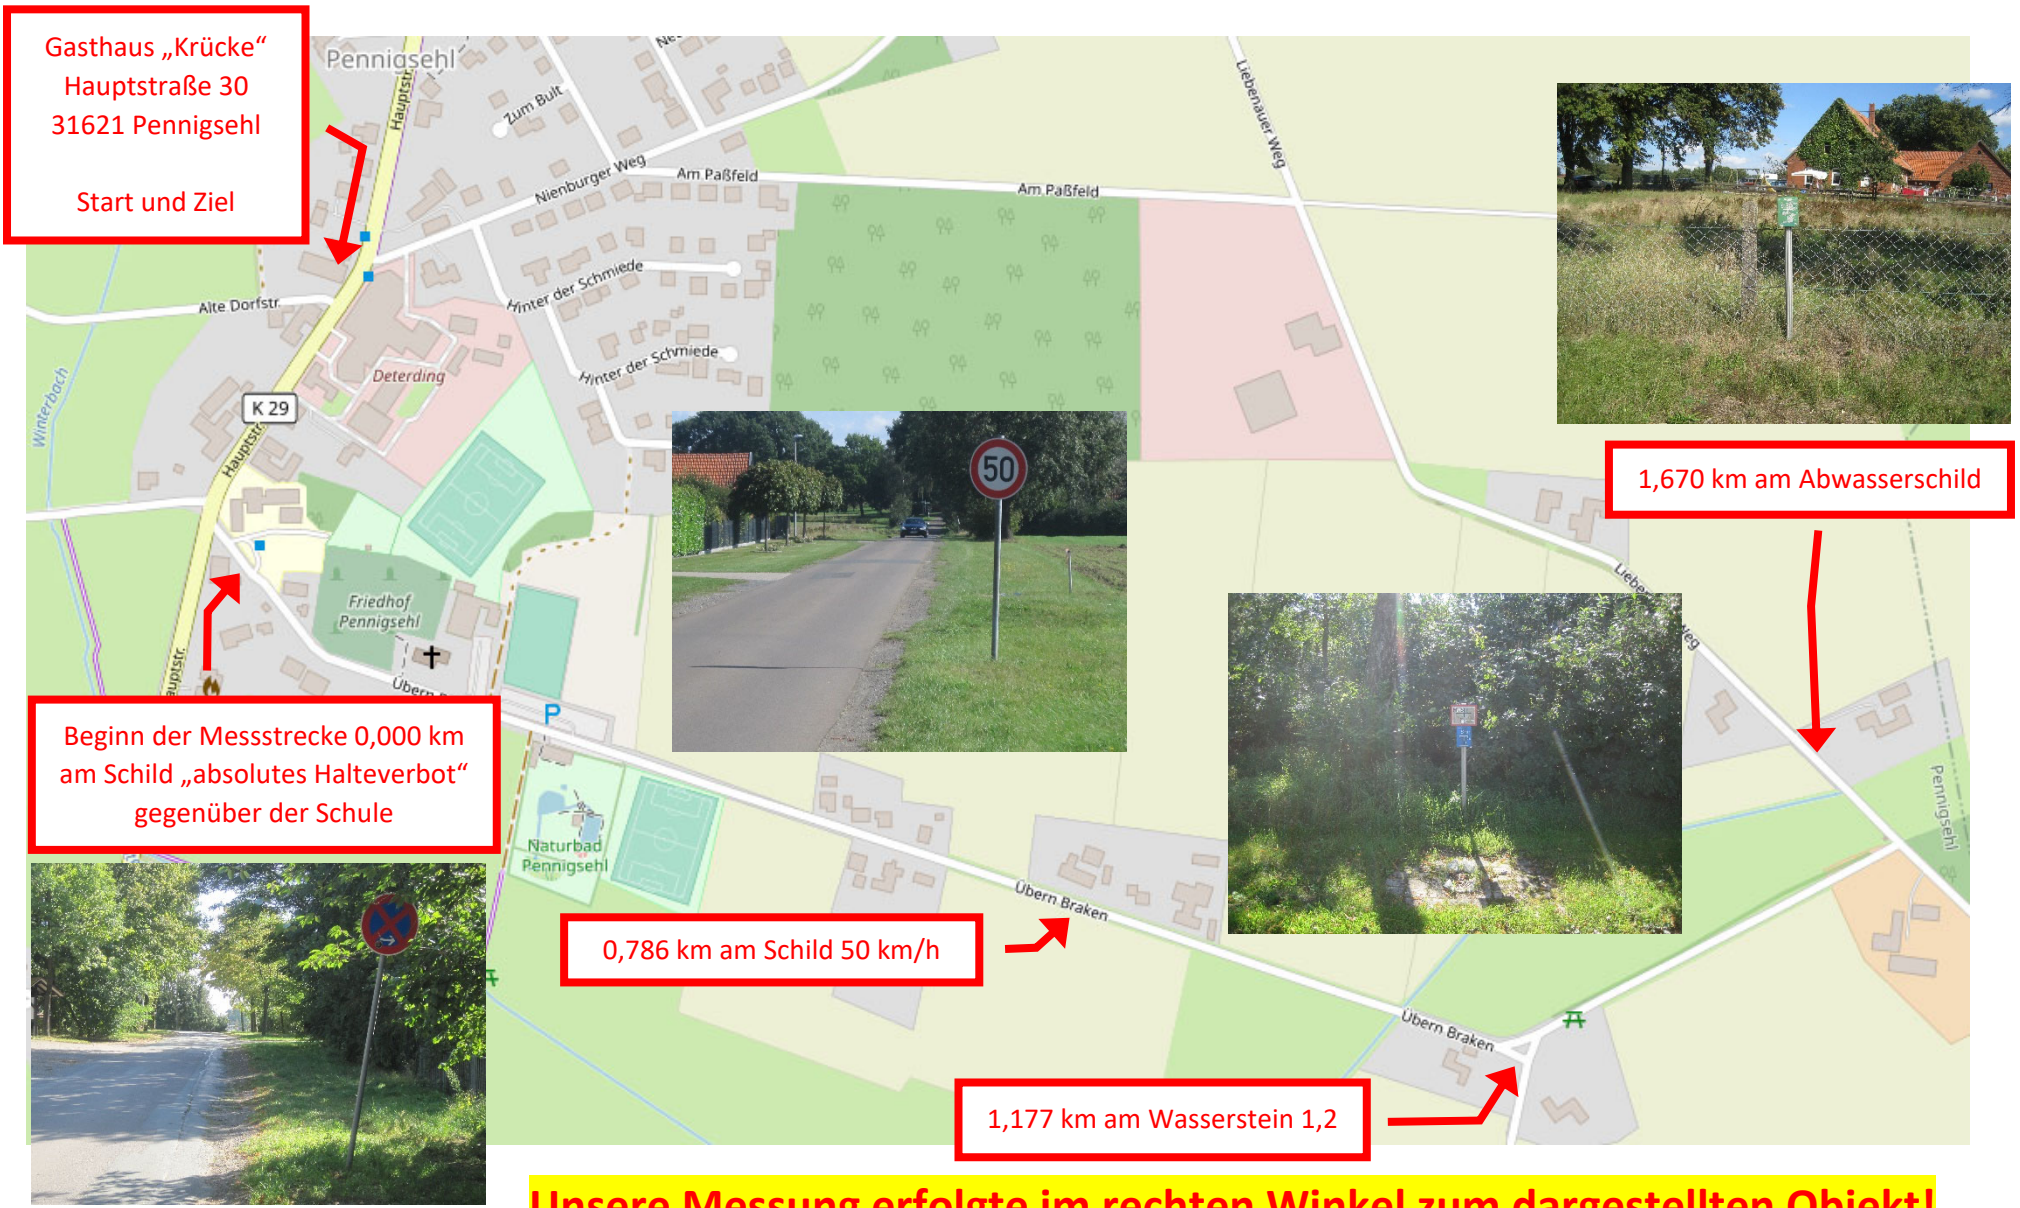 Gasthaus „Krücke“
Hauptstraße 30
31621 Pennigsehl
Start und Ziel
Pennigsehl
Hauptstr.
Zum Bult
Nienburger Weg
Am Paßfeld
Am Paßfeld
Liebenauer Weg
Alte Dorfstr.
Hinter der Schmiede
Hinter der Schmiede
Deterding
Winterbach
K 29
Hauptstr.
50
1,670 km am Abwasserschild
Friedhof
Pennigsehl
Hauptstr.
Übern
P
Weg
Pennigsehl
Beginn der Messstrecke 0,000 km
am Schild „absolutes Halteverbot“
gegenüber der Schule
Naturbad
Pennigsehl
Übern Braken
0,786 km am Schild 50 km/h
Übern Braken
1,177 km am Wasserstein 1,2
Unsere Messung erfolgte im rechten Winkel zum dargestellten Objekt!